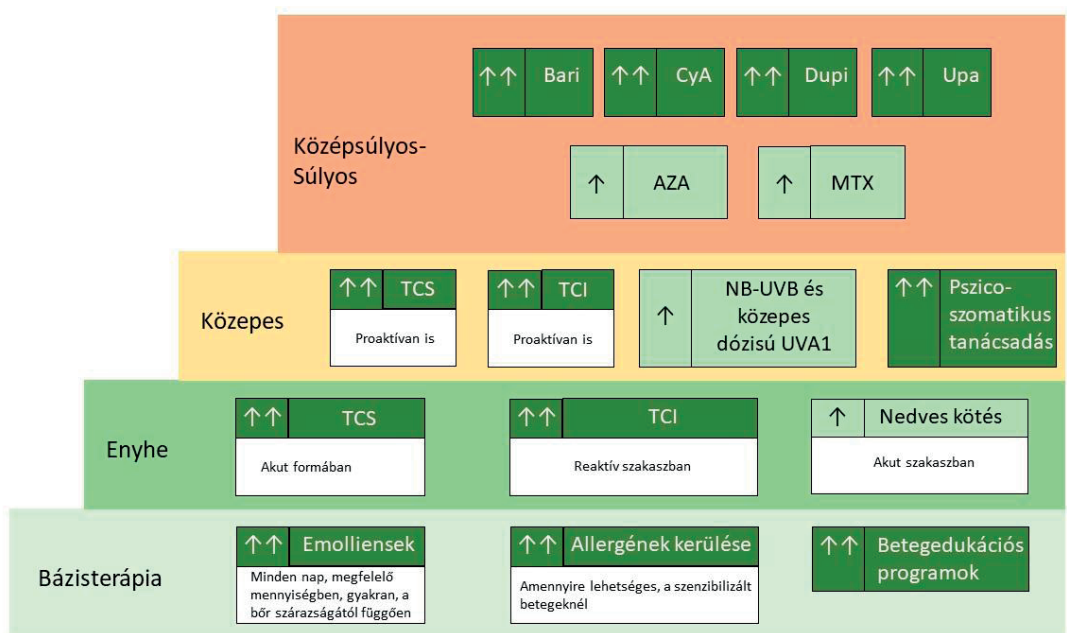 ↑↑ Bari
↑↑ CyA
↑↑ Dupi
↑↑ Upa
Középsúlyos-
Súlyos
↑ AZA
↑ MTX
Közepes
↑↑ TCS
Proaktívan is
↑↑ TCI
Proaktívan is
↑ NB-UVB és
közepes
dózisú UVA1
↑↑ Pszico-
szomatikus
tanácsadás
Enyhe
↑↑ TCS
Akut formában
↑↑ TCI
Reaktív szakaszban
↑ Nedves kötés
Akut szakaszban
Bázisterápia
↑↑ Emolliensek
Minden nap, megfelelő
mennyiségben, gyakran, a
bőr szárazságától függően
↑↑ Allergének kerülése
Amennyire lehetséges, a szenzibilizált
betegeknél
↑↑ Betegedukációs
programok